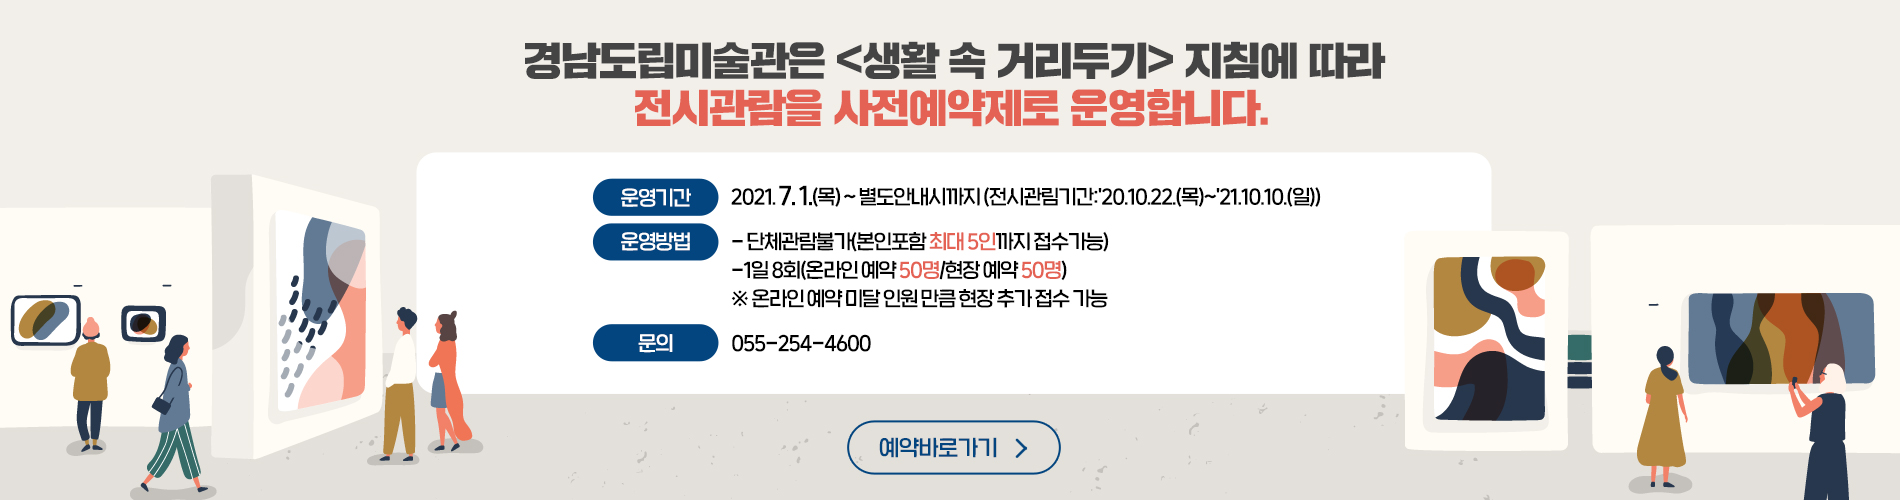 경남도립미술관은 <생활 속 거리두기> 지침에 따라
전시관람을 사전예약제로 운영합니다.
운영기간 2021. 7. 1.(목) ~ 별도안내시까지 (전시관림기간:'20.10.22.(목)~'21.10.10.(일))
운영방법 - 단체관람불가(본인포함 최대 5인까지 접수가능)
-1일 8회(온라인 예약 50명/현장 예약 50명)
※ 온라인 예약 미달 인원 만큼 현장 추가 접수 가능
문의 055-254-4600
예약바로가기 >